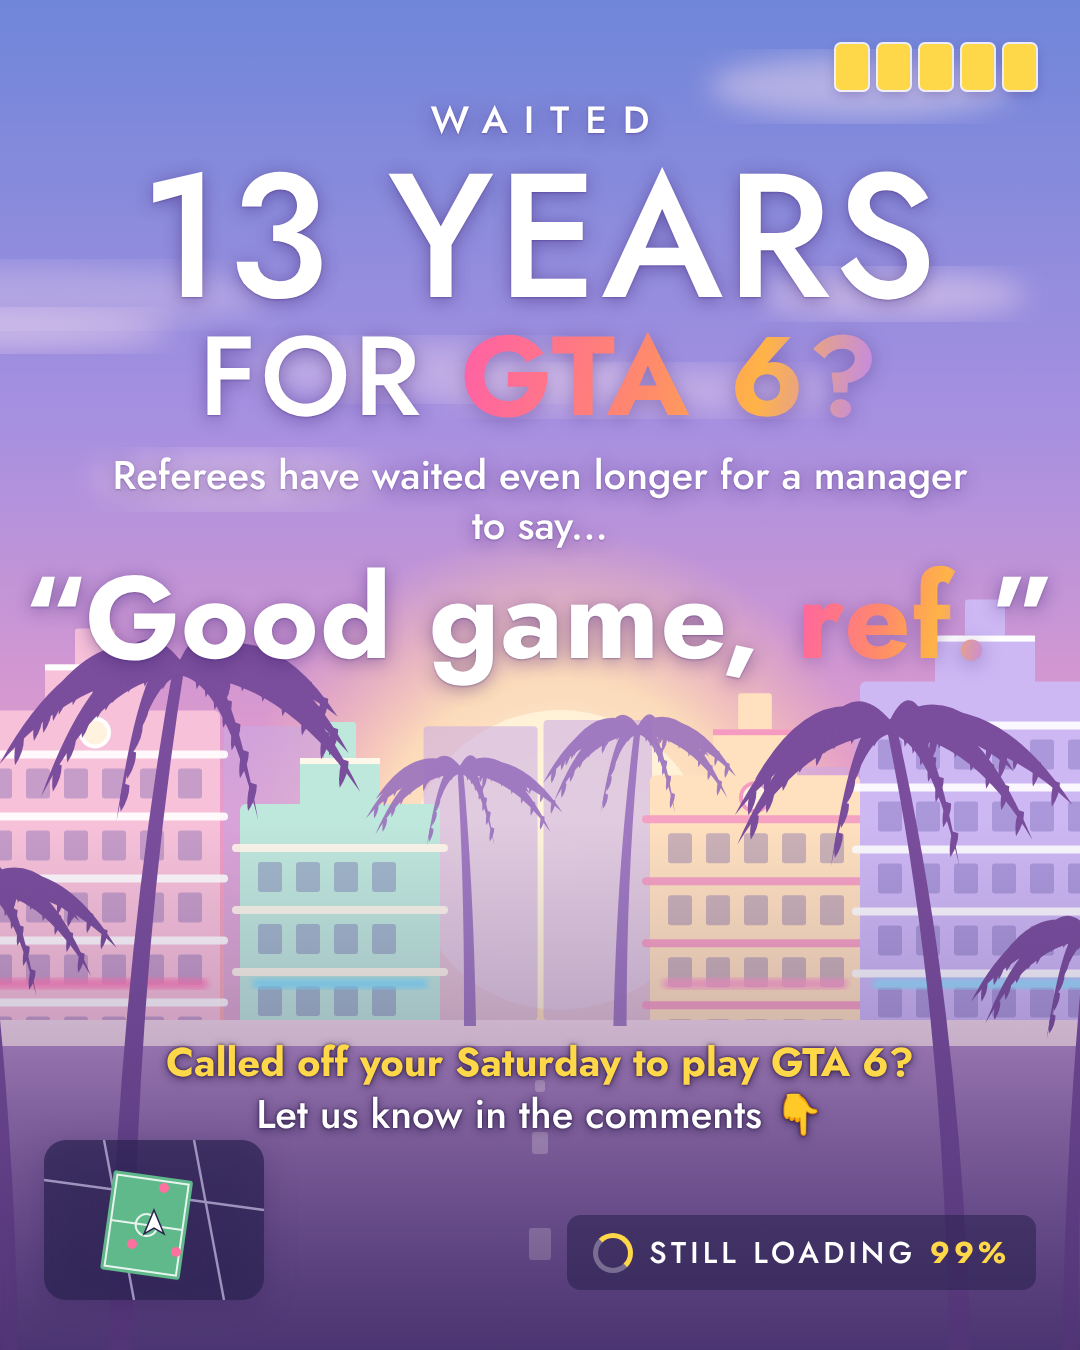 WAITED
13 YEARS
FOR GTA 6?
Referees have waited even longer for a manager
to say...
“Good game, ref.”
Called off your Saturday to play GTA 6?
Let us know in the comments 👇
STILL LOADING 99%